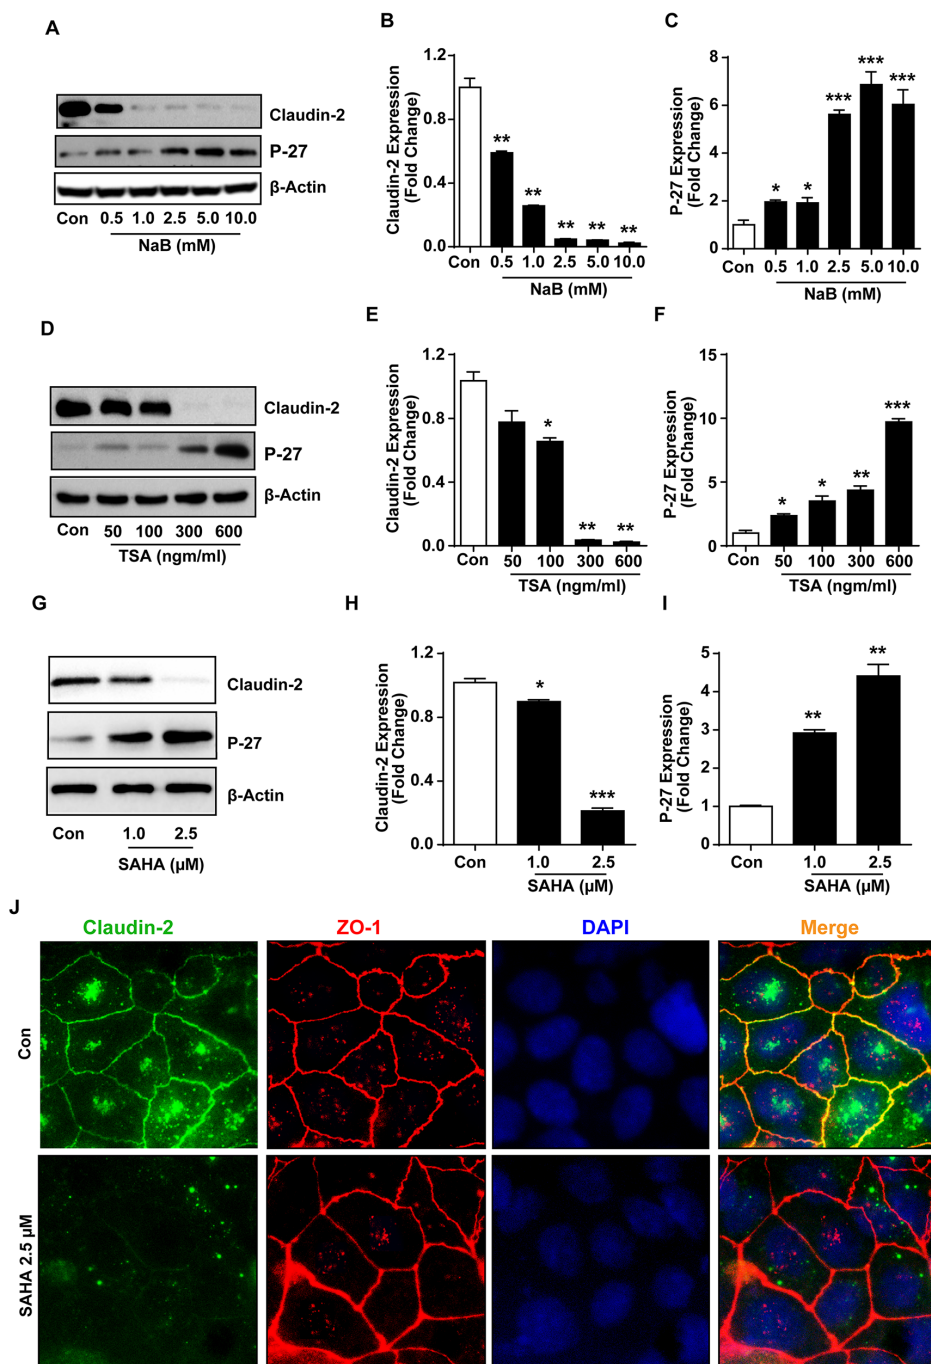 A
Claudin-2
P-27
β-Actin
Con 0.5 1.0 2.5 5.0 10.0
NaB (mM)
B
Claudin-2 Expression
(Fold Change)
1.2
0.8
0.4
0.0
** ** ** ** **
Con 0.5 1.0 2.5 5.0 10.0
NaB (mM)
C
P-27 Expression
(Fold Change)
8
6
4
2
0
* * *** *** ***
Con 0.5 1.0 2.5 5.0 10.0
NaB (mM)
D
Claudin-2
P-27
β-Actin
Con 50 100 300 600
TSA (ngm/ml)
E
Claudin-2 Expression
(Fold Change)
1.2
0.8
0.4
0.0
* ** **
Con 50 100 300 600
TSA (ngm/ml)
F
P-27 Expression
(Fold Change)
15
10
5
0
* * ** ***
Con 50 100 300 600
TSA (ngm/ml)
G
Claudin-2
P-27
β-Actin
Con 1.0 2.5
SAHA (µM)
H
Claudin-2 Expression
(Fold Change)
1.2
0.8
0.4
0.0
* ***
Con 1.0 2.5
SAHA (µM)
I
P-27 Expression
(Fold Change)
5
4
3
2
1
0
** **
Con 1.0 2.5
SAHA (µM)
J
Claudin-2 ZO-1 DAPI Merge
Con
SAHA 2.5 µM